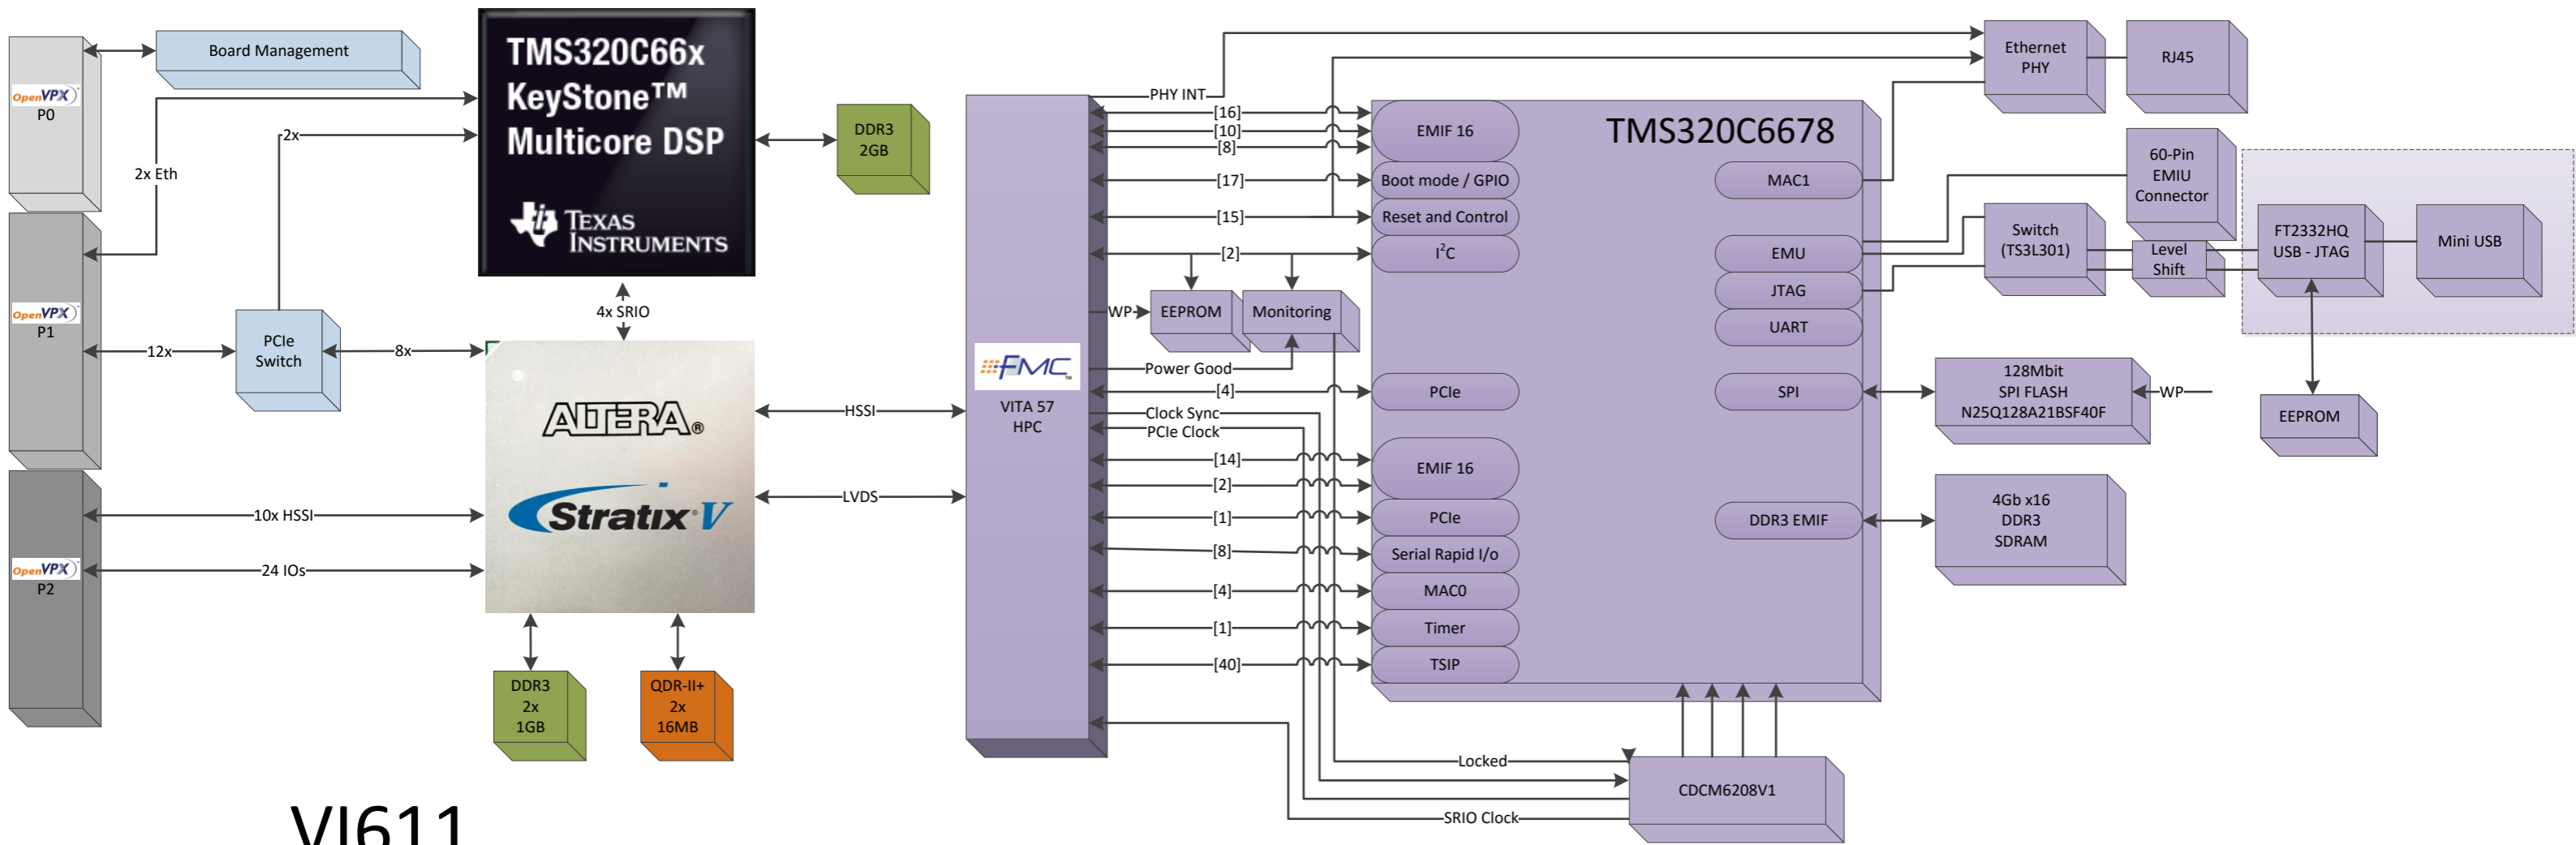 OpenVPX
P0
Board Management
2x Eth
2x
TMS320C66x
KeyStone™
Multicore DSP
TEXAS
INSTRUMENTS
DDR3
2GB
OpenVPX
P1
12x
PCIe
Switch
8x
4x SRIO
ALTERA®
Stratix V
HSSI
LVDS
OpenVPX
P2
10x HSSI
24 IOs
DDR3
2x
1GB
QDR-II+
2x
16MB
VI611
FMC™
VITA 57
HPC
PHY INT
[16]
[10]
[8]
[17]
[15]
[2]
WP
EEPROM
Monitoring
Power Good
[4]
Clock Sync
PCIe Clock
[14]
[2]
[1]
[8]
[4]
[1]
[40]
Locked
SRIO Clock
TMS320C6678
EMIF 16
Boot mode / GPIO
Reset and Control
I²C
PCIe
EMIF 16
PCIe
Serial Rapid I/o
MAC0
Timer
TSIP
MAC1
EMU
JTAG
UART
SPI
DDR3 EMIF
CDCM6208V1
Ethernet
PHY
RJ45
60-Pin
EMIU
Connector
Switch
(TS3L301)
Level
Shift
FT2332HQ
USB - JTAG
Mini USB
128Mbit
SPI FLASH
N25Q128A21BSF40F
WP
EEPROM
4Gb x16
DDR3
SDRAM